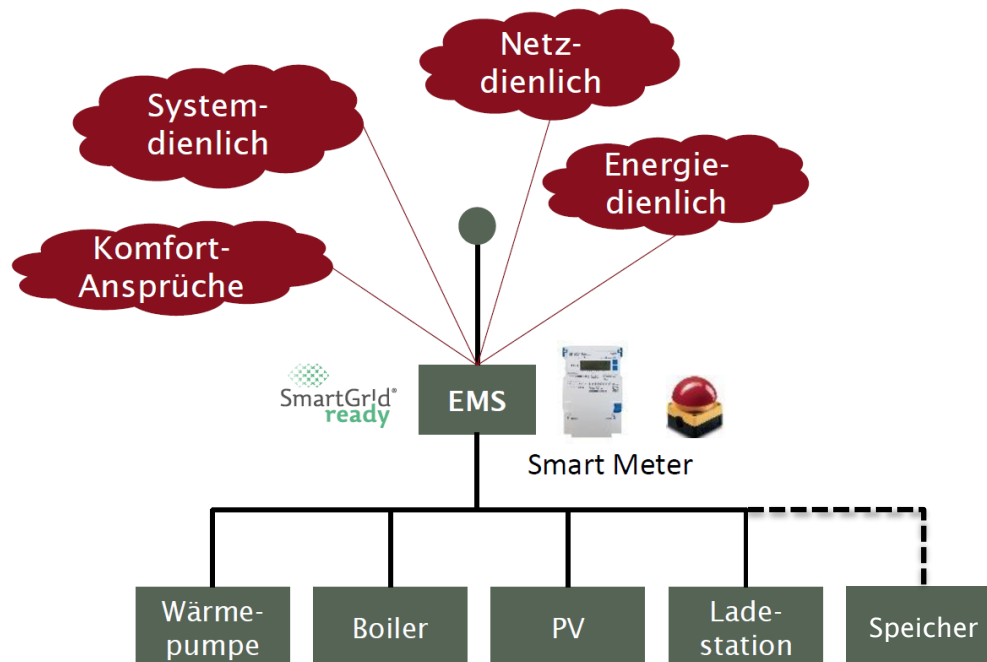 Netz-
dienlich
System-
dienlich
Energie-
dienlich
Komfort-
Ansprüche
SmartGr!d®
ready
EMS
Smart Meter
Wärme-
pumpe
Boiler
PV
Lade-
station
Speicher